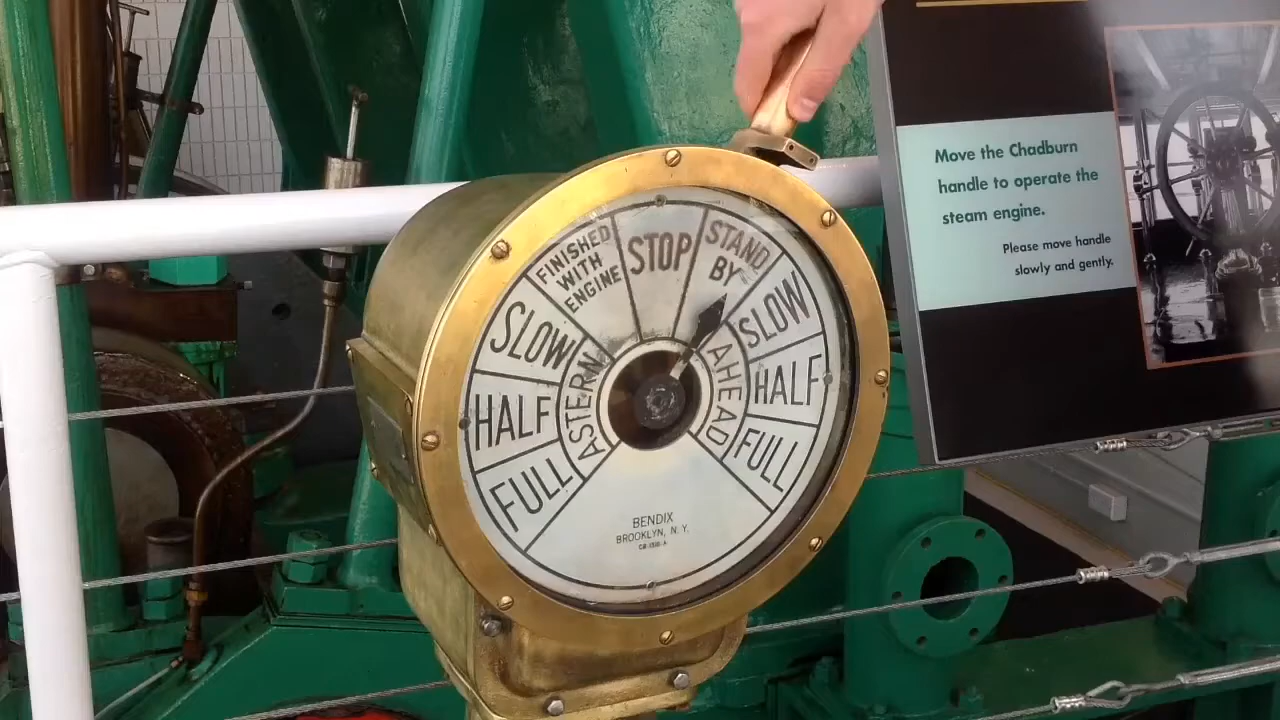 FINISHED
WITH
ENGINE
STOP
STAND
BY
SLOW
HALF
FULL
ASTERN
SLOW
HALF
FULL
AHEAD
BENDIX
BROOKLYN, N. Y.
Move the Chadburn
handle to operate the
steam engine.
Please move handle
slowly and gently.